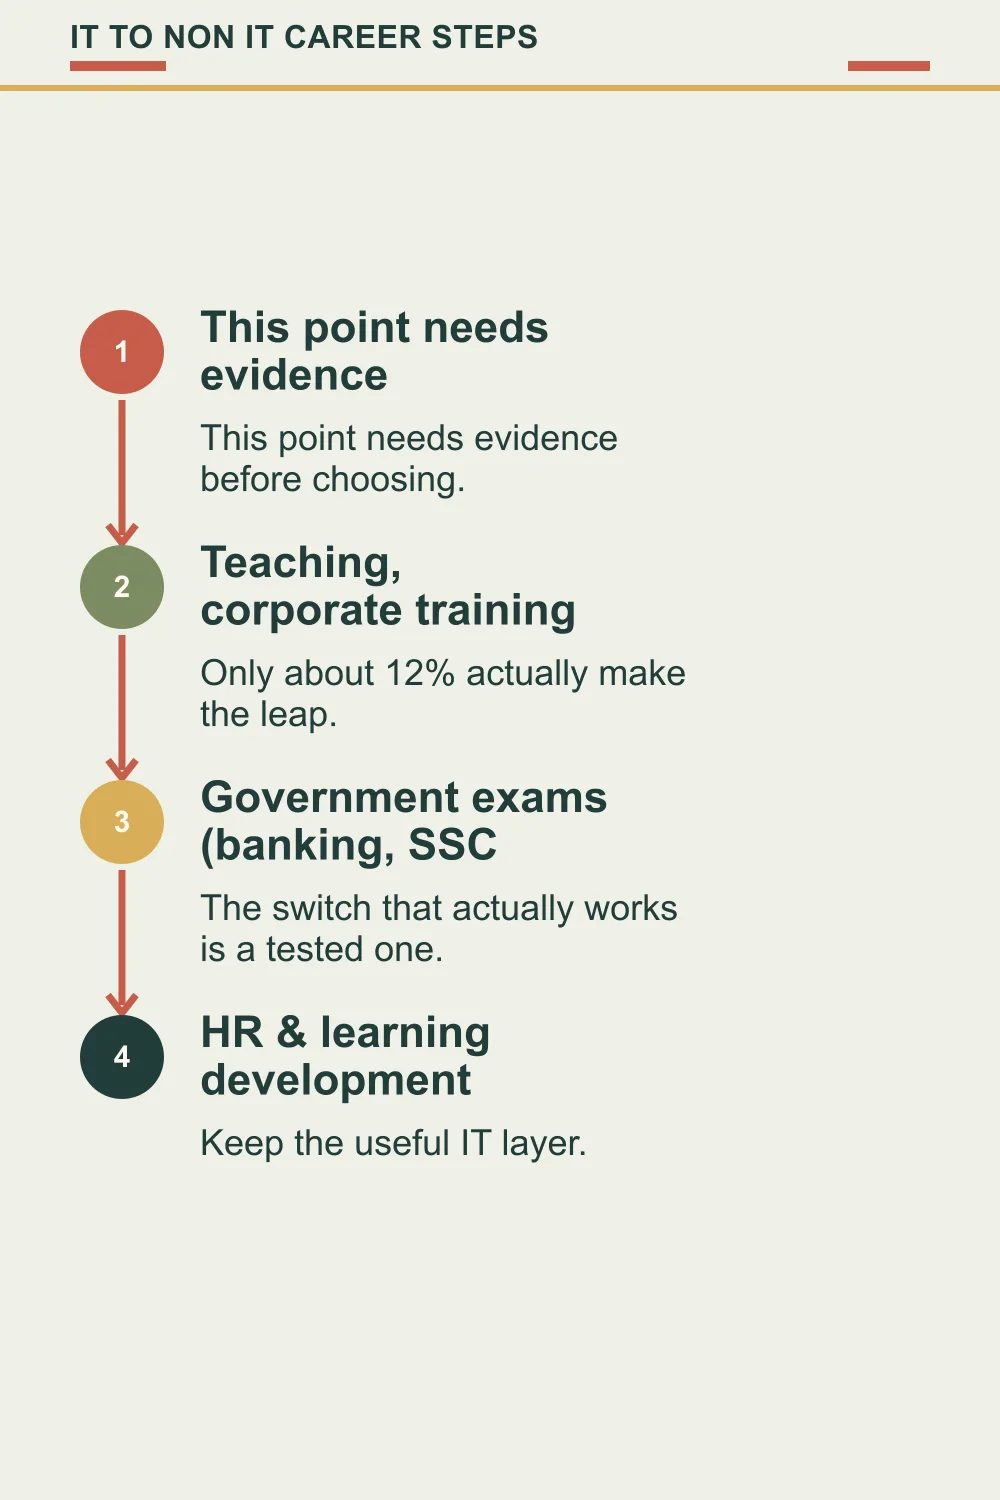 IT TO NON IT CAREER STEPS
1
This point needs
evidence
This point needs evidence
before choosing.
2
Teaching,
corporate training
Only about 12% actually make
the leap.
3
Government exams
(banking, SSC
The switch that actually works
is a tested one.
4
HR & learning
development
Keep the useful IT layer.